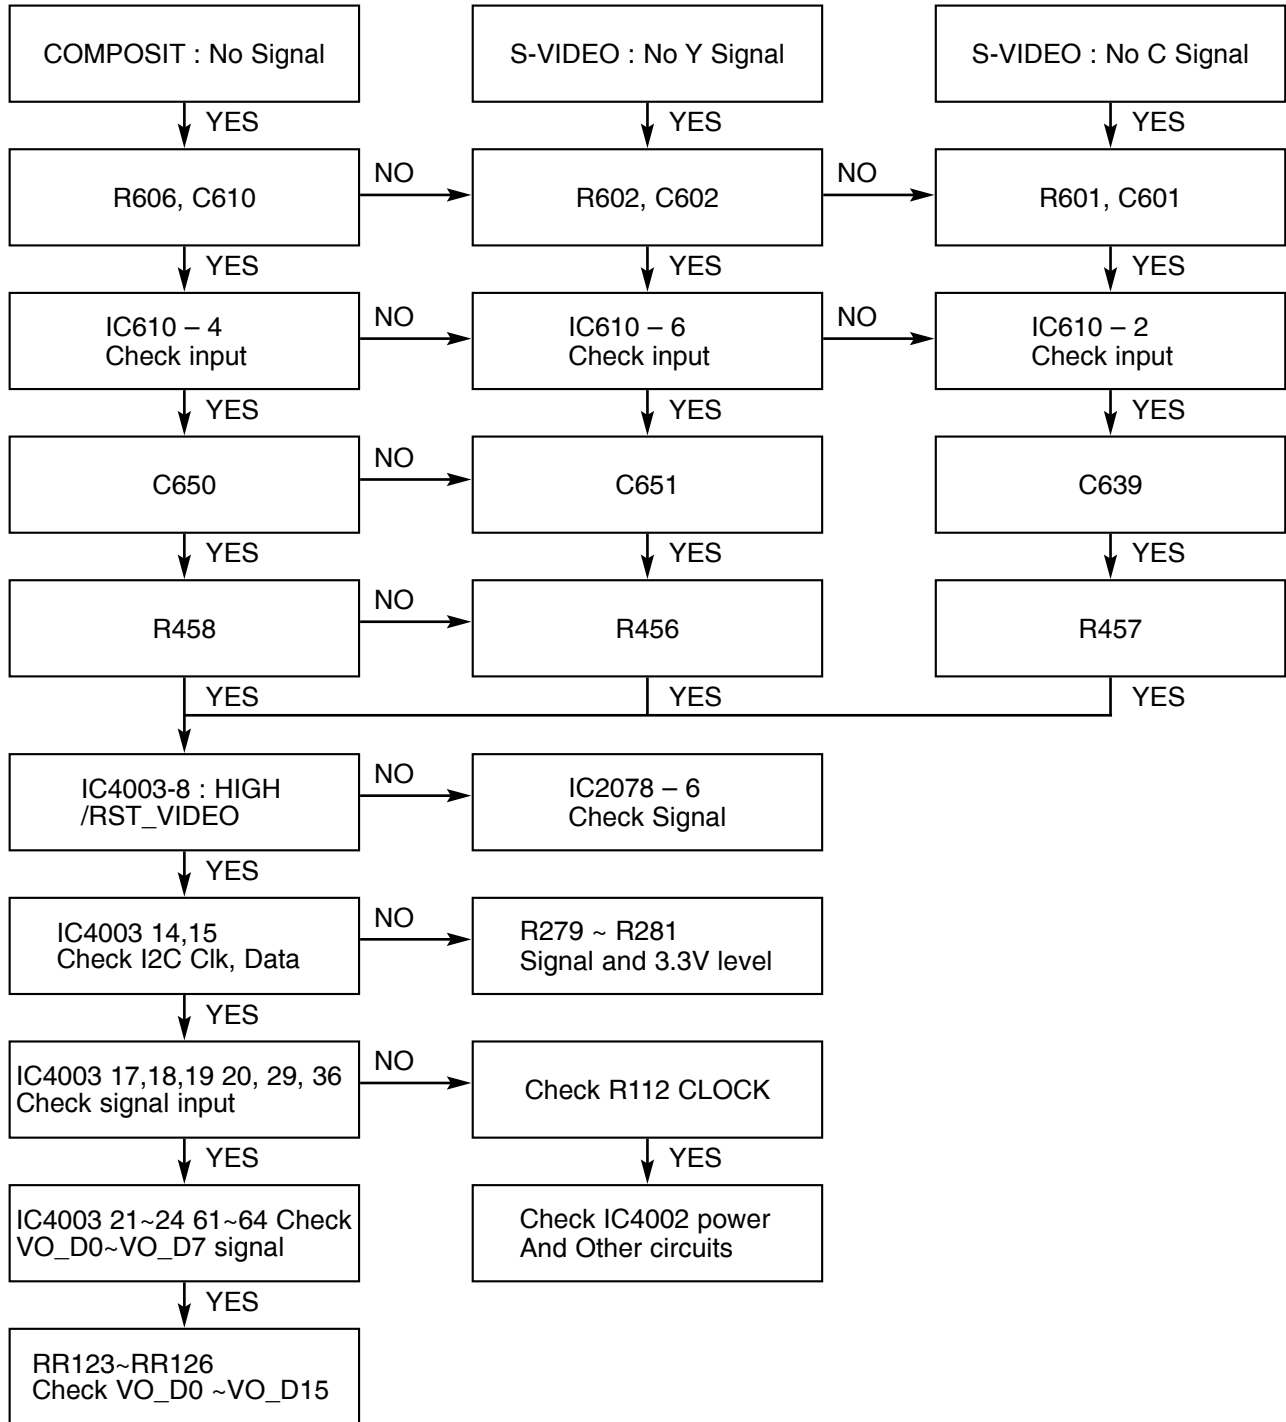 COMPOSIT : No Signal
S-VIDEO : No Y Signal
S-VIDEO : No C Signal
YES
YES
YES
R606, C610
NO
R602, C602
NO
R601, C601
YES
YES
YES
IC610 – 4
Check input
NO
IC610 – 6
Check input
NO
IC610 – 2
Check input
YES
YES
YES
C650
NO
C651
C639
YES
YES
YES
R458
NO
R456
R457
YES
YES
YES
IC4003-8 : HIGH
/RST_VIDEO
NO
IC2078 – 6
Check Signal
YES
IC4003 14,15
Check I2C Clk, Data
NO
R279 ~ R281
Signal and 3.3V level
YES
IC4003 17,18,19 20, 29, 36
Check signal input
NO
Check R112 CLOCK
YES
YES
IC4003 21~24 61~64 Check
VO_D0~VO_D7 signal
Check IC4002 power
And Other circuits
YES
RR123~RR126
Check VO_D0 ~VO_D15